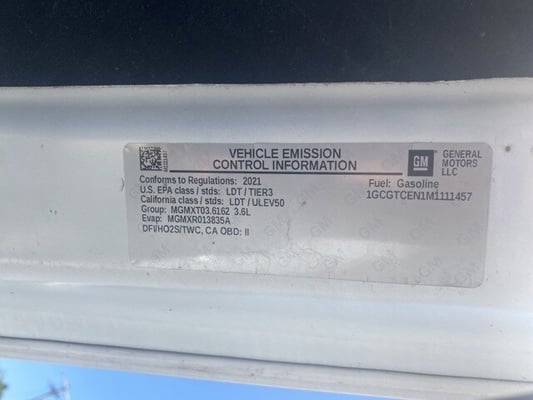 VEHICLE EMISSION
CONTROL INFORMATION
GM
GENERAL
MOTORS
LLC
Conforms to Regulations: 2021
Fuel: Gasoline
U.S. EPA class / stds: LDT / TIER3
1GCGTCEN1M1111457
California class / stds: LDT / ULEV50
Group: MGMXT03.6162 3.6L
Evap: MGMXR013835A
DFI/HO2S/TWC, CA OBD: II